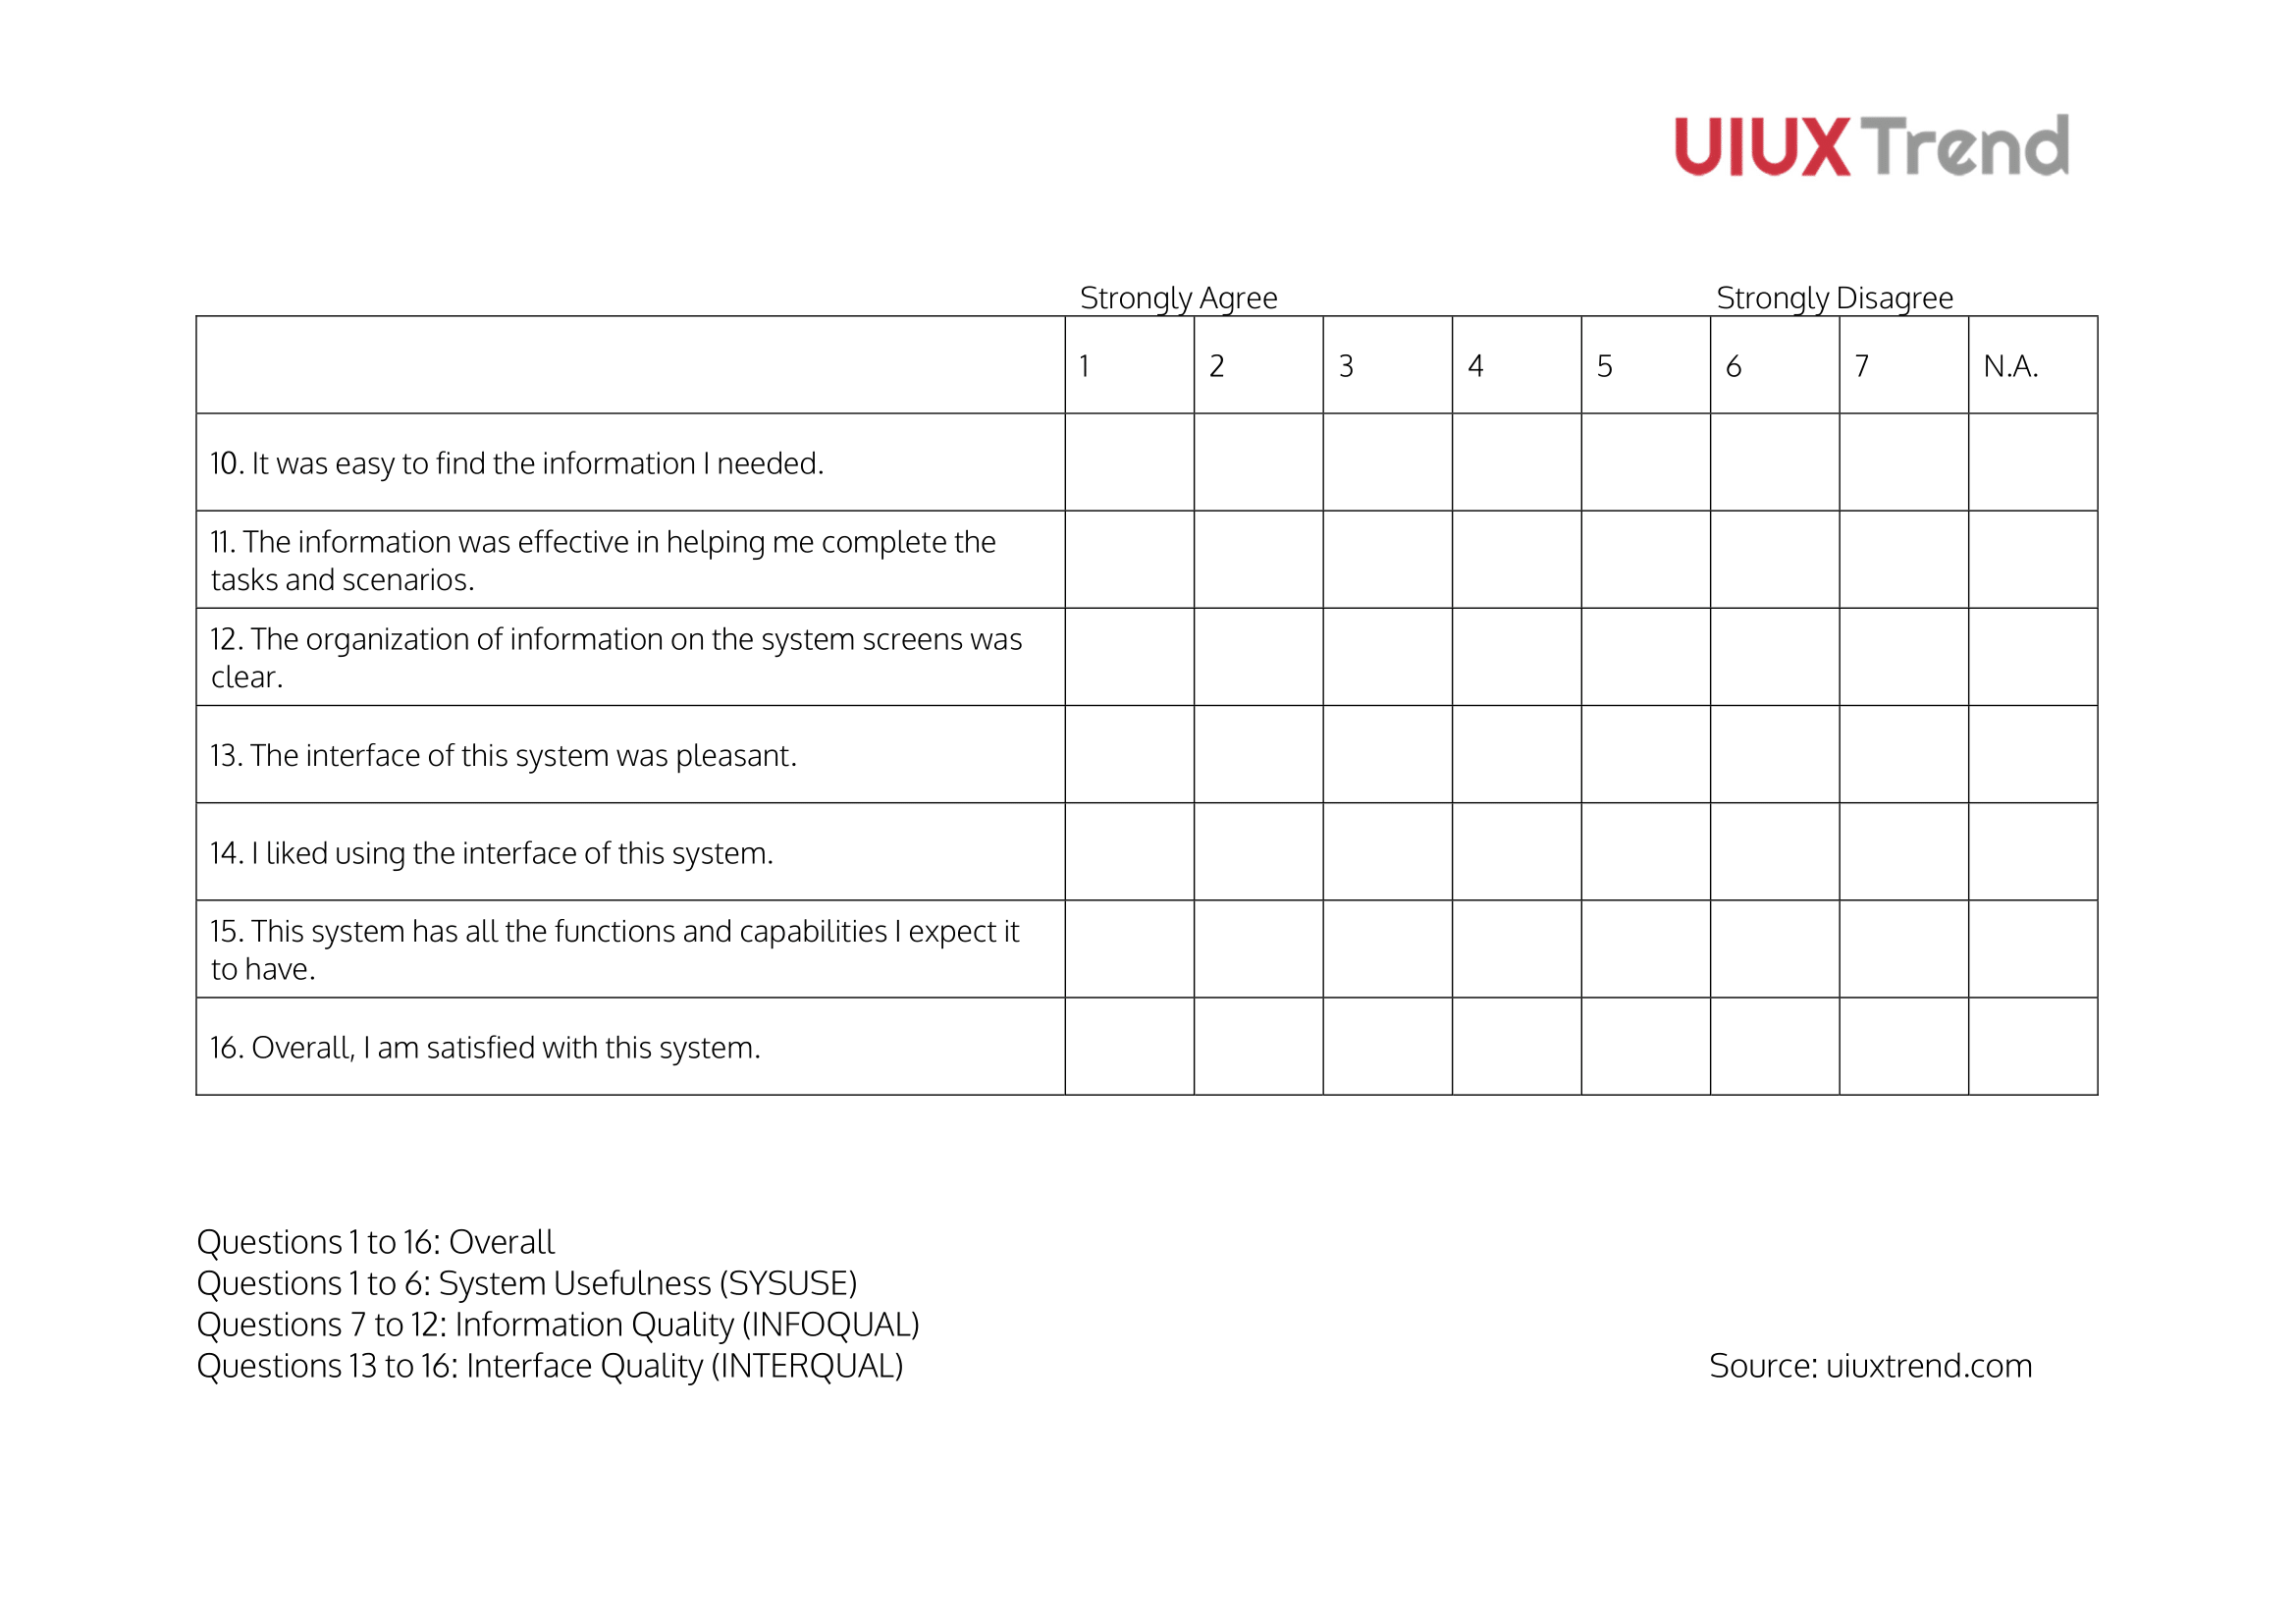 UIUX Trend
Strongly Agree Strongly Disagree
1 2 3 4 5 6 7 N.A.
10. It was easy to find the information I needed.
11. The information was effective in helping me complete the
tasks and scenarios.
12. The organization of information on the system screens was
clear.
13. The interface of this system was pleasant.
14. I liked using the interface of this system.
15. This system has all the functions and capabilities I expect it
to have.
16. Overall, I am satisfied with this system.
Questions 1 to 16: Overall
Questions 1 to 6: System Usefulness (SYSUSE)
Questions 7 to 12: Information Quality (INFOQUAL)
Questions 13 to 16: Interface Quality (INTERQUAL)
Source: uiuxtrend.com